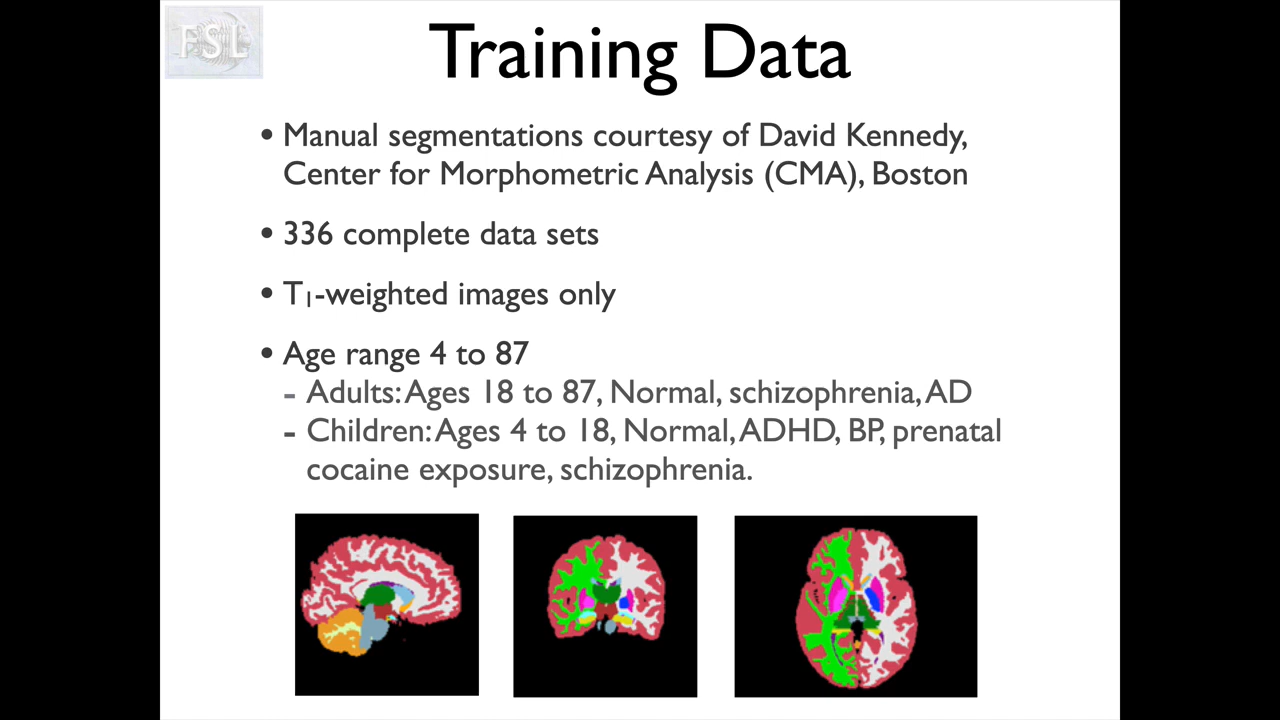 FSL
Training Data
• Manual segmentations courtesy of David Kennedy,
Center for Morphometric Analysis (CMA), Boston
• 336 complete data sets
• T₁-weighted images only
• Age range 4 to 87
- Adults: Ages 18 to 87, Normal, schizophrenia, AD
- Children: Ages 4 to 18, Normal, ADHD, BP, prenatal
cocaine exposure, schizophrenia.